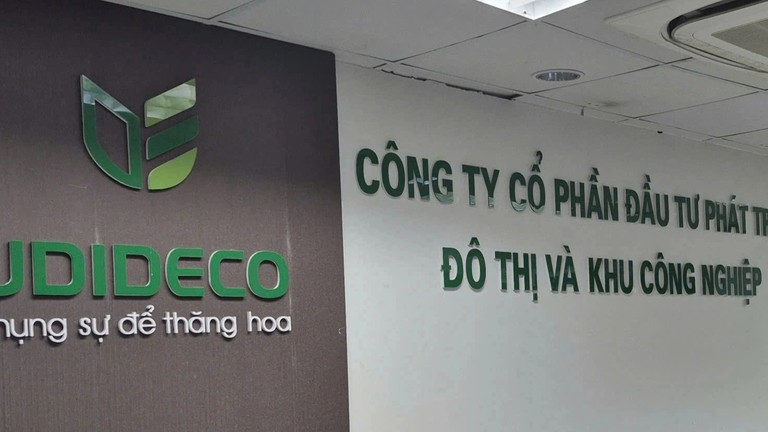 UDIDECO
hụng sự để thăng hoa
CÔNG TY CỔ PHẦN ĐẦU TƯ PHÁT TR
ĐÔ THỊ VÀ KHU CÔNG NGHIỆP